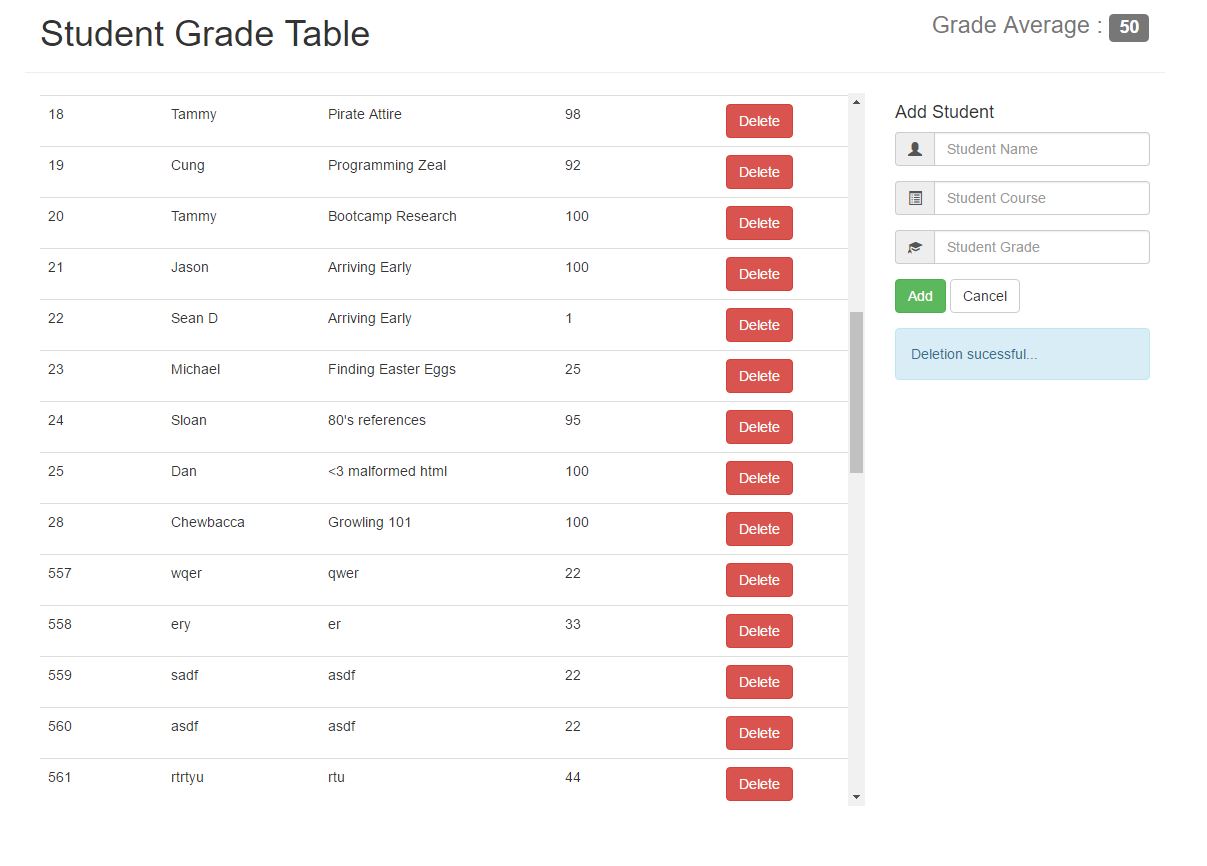 Student Grade Table
Grade Average : 50
18 Tammy Pirate Attire 98 Delete
19 Cung Programming Zeal 92 Delete
20 Tammy Bootcamp Research 100 Delete
21 Jason Arriving Early 100 Delete
22 Sean D Arriving Early 1 Delete
23 Michael Finding Easter Eggs 25 Delete
24 Sloan 80's references 95 Delete
25 Dan <3 malformed html 100 Delete
28 Chewbacca Growling 101 100 Delete
557 wqer qwer 22 Delete
558 ery er 33 Delete
559 sadf asdf 22 Delete
560 asdf asdf 22 Delete
561 rtrtyu rtu 44 Delete
Add Student
Student Name
Student Course
Student Grade
Add Cancel
Deletion sucessful...